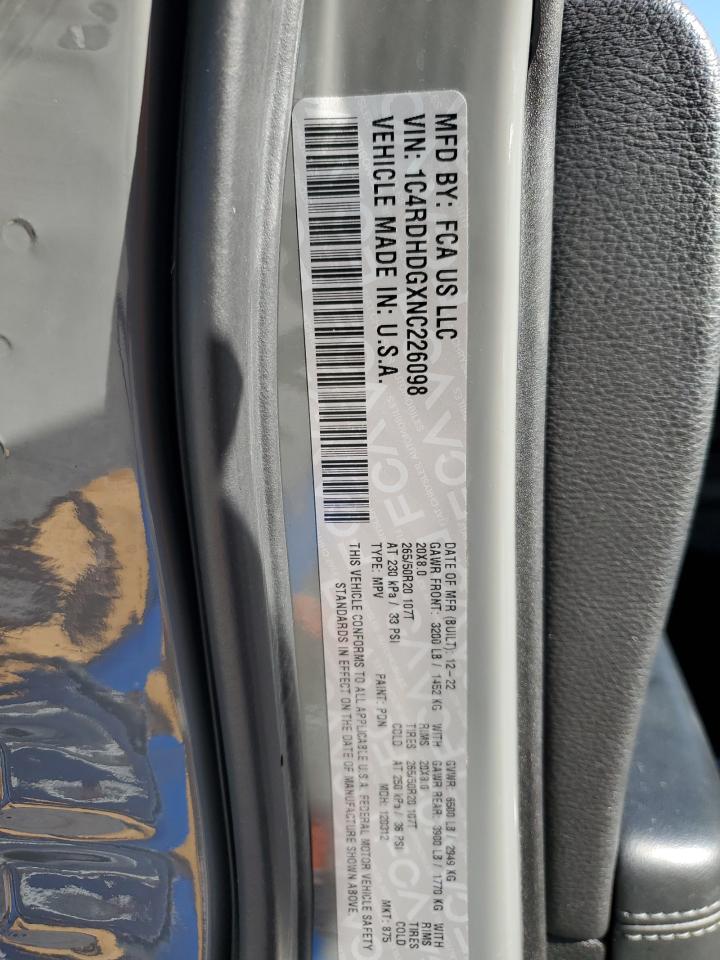 MFD BY: FCA US LLC
VIN: 1C4RDHDGXNC226098
VEHICLE MADE IN: U.S.A.
DATE OF MFR (BUILT): 12-22 GVWR: 6500 LB / 2949 KG
GAWR FRONT: 3200 LB / 1452 KG WITH GAWR REAR: 3900 LB / 1770 KG WITH
20X8.0 RIMS 20X8.0 RIMS
265/50R20 107T TIRES 265/50R20 107T TIRES
AT 230 kPa / 33 PSI COLD AT 250 kPa / 36 PSI COLD
TYPE: MPV PAINT: PDN MDH: 120312 MKT: 875
THIS VEHICLE CONFORMS TO ALL APPLICABLE U.S.A. FEDERAL MOTOR VEHICLE SAFETY
STANDARDS IN EFFECT ON THE DATE OF MANUFACTURE SHOWN ABOVE.